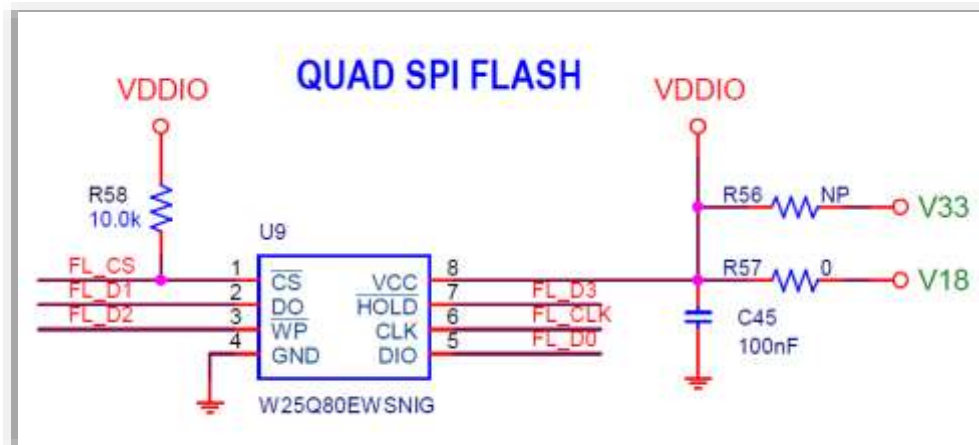 QUAD SPI FLASH
VDDIO
VDDIO
R58
10.0k
R56
NP
V33
U9
FL_CS
1
CS
VCC
8
R57
0
V18
FL_D1
2
DO
HOLD
7
FL_D3
FL_D2
3
WP
CLK
6
FL_CLK
C45
100nF
4
GND
DIO
5
FL_D0
W25Q80EWSNIG